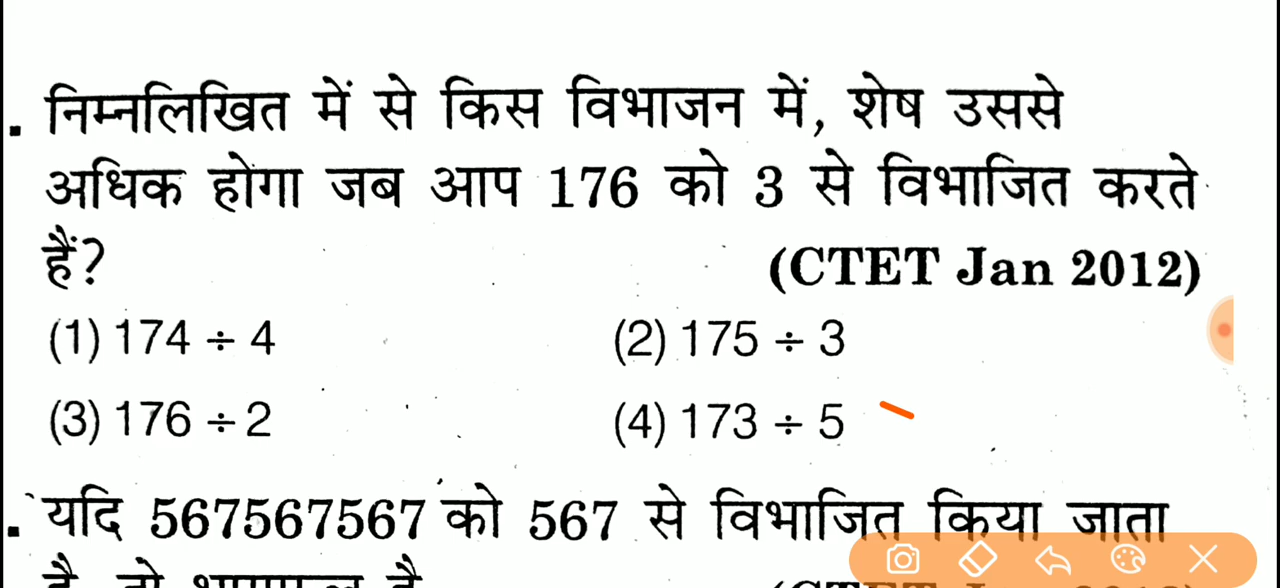 . निम्नलिखित में से किस विभाजन में, शेष उससे
अधिक होगा जब आप 176 को 3 से विभाजित करते
हैं? (CTET Jan 2012)
(1) 174 ÷ 4 (2) 175 ÷ 3
(3) 176 ÷ 2 (4) 173 ÷ 5
. यदि 567567567 को 567 से विभाजित किया जाता
है, तो